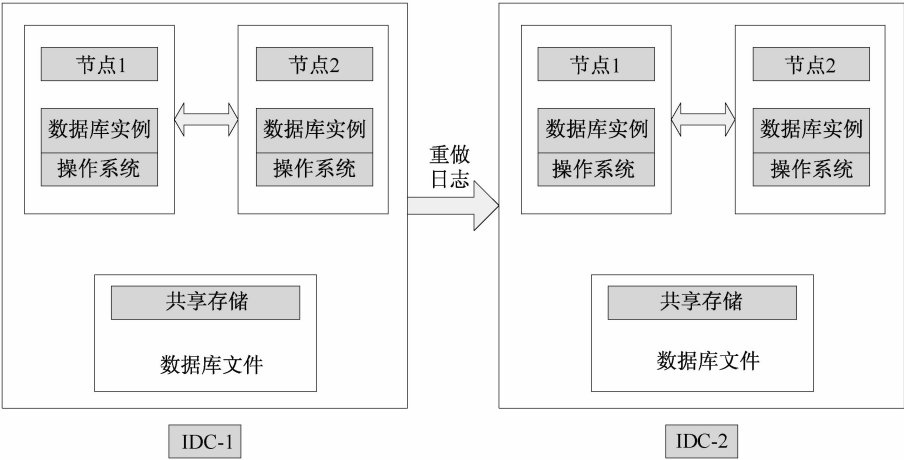 节点1
节点2
数据库实例
操作系统
数据库实例
操作系统
共享存储
数据库文件
IDC-1
重做
日志
节点1
节点2
数据库实例
操作系统
数据库实例
操作系统
共享存储
数据库文件
IDC-2